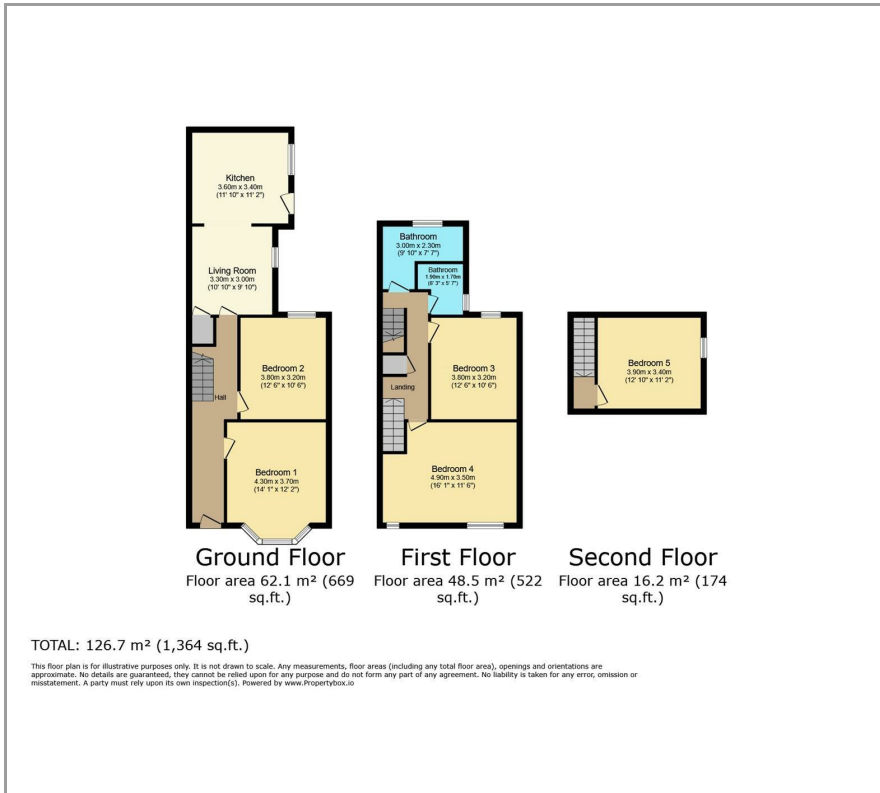 Kitchen
3.60m x 3.40m
(11' 10" x 11' 2")
Living Room
3.30m x 3.00m
(10' 10" x 9' 10")
Bedroom 2
3.80m x 3.20m
(12' 6" x 10' 6")
Hall
Bedroom 1
4.30m x 3.70m
(14' 1" x 12' 2")
Ground Floor
Floor area 62.1 m² (669
sq.ft.)
Bathroom
3.00m x 2.30m
(9' 10" x 7' 7")
Bathroom
1.90m x 1.70m
(6' 3" x 5' 7")
Bedroom 3
3.80m x 3.20m
(12' 6" x 10' 6")
Landing
Bedroom 4
4.90m x 3.50m
(16' 1" x 11' 6")
First Floor
Floor area 48.5 m² (522
sq.ft.)
Bedroom 5
3.90m x 3.40m
(12' 10" x 11' 2")
Second Floor
Floor area 16.2 m² (174
sq.ft.)
TOTAL: 126.7 m² (1,364 sq.ft.)
This floor plan is for illustrative purposes only. It is not drawn to scale. Any measurements, floor areas (including any total floor area), openings and orientations are
approximate. No details are guaranteed, they cannot be relied upon for any purpose and do not form any part of any agreement. No liability is taken for any error, omission or
misstatement. A party must rely upon its own inspection(s). Powered by www.Propertybox.io